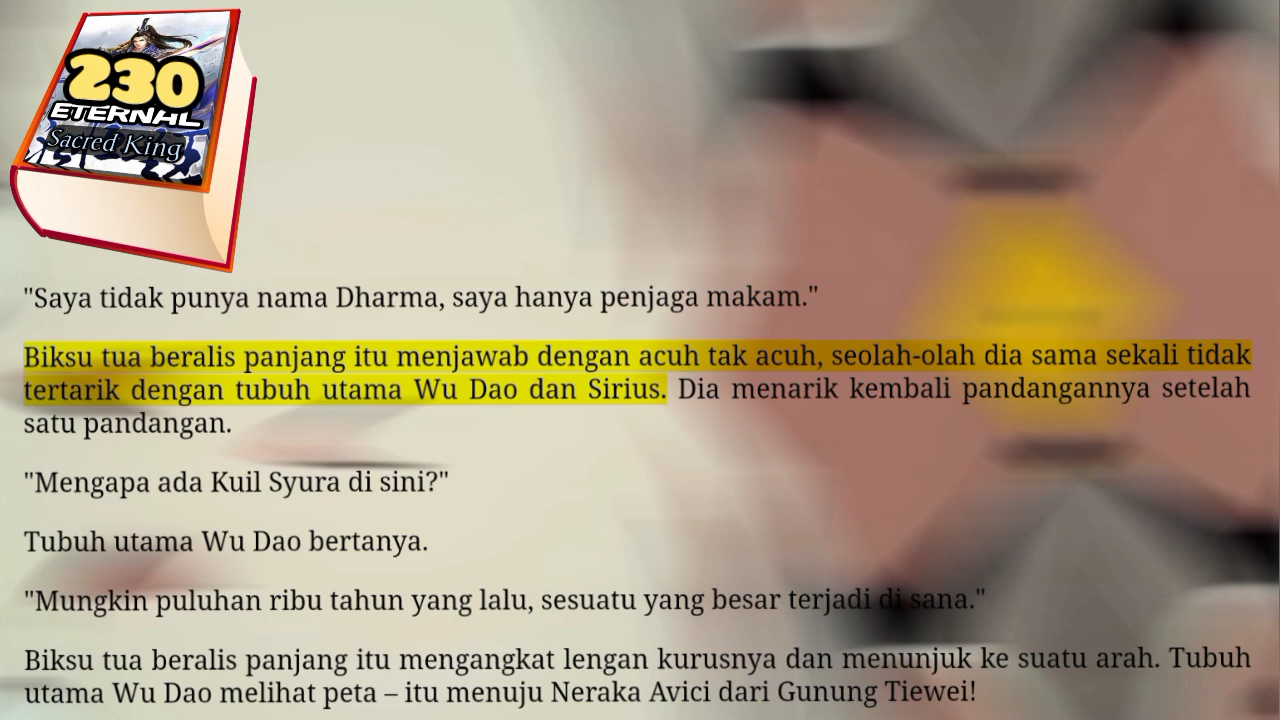 230
ETERNAL
Sacred King
"Saya tidak punya nama Dharma, saya hanya penjaga makam."
Biksu tua beralis panjang itu menjawab dengan acuh tak acuh, seolah-olah dia sama sekali tidak
tertarik dengan tubuh utama Wu Dao dan Sirius. Dia menarik kembali pandangannya setelah
satu pandangan.
"Mengapa ada Kuil Syura di sini?"
Tubuh utama Wu Dao bertanya.
"Mungkin puluhan ribu tahun yang lalu, sesuatu yang besar terjadi di sana."
Biksu tua beralis panjang itu mengangkat lengan kurusnya dan menunjuk ke suatu arah. Tubuh
utama Wu Dao melihat peta – itu menuju Neraka Avici dari Gunung Tiewei!